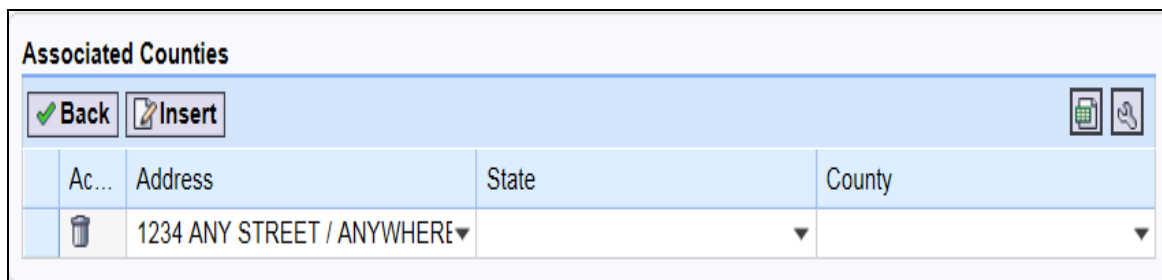 Associated Counties
Back Insert
Ac... Address State County
1234 ANY STREET / ANYWHERE